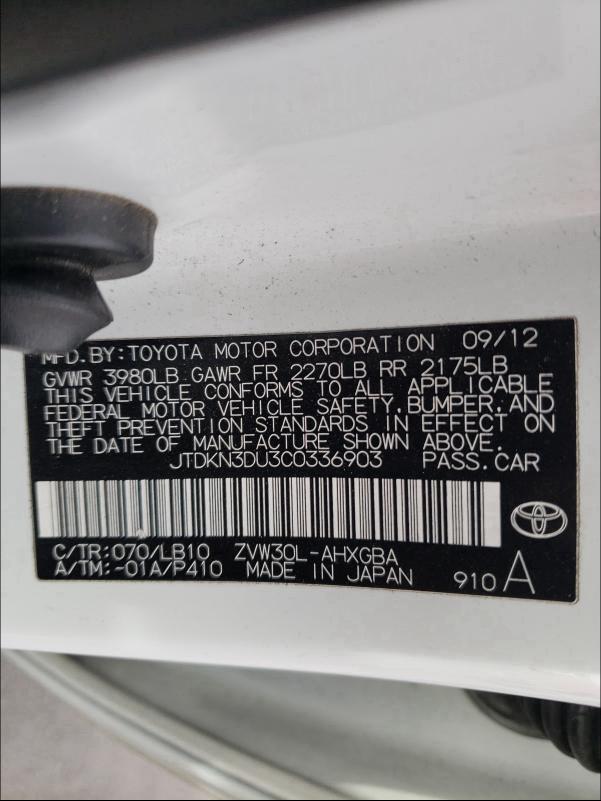 MFD.BY:TOYOTA MOTOR CORPORATION 09/12
GVWR 3980LB GAWR FR 2270LB RR 2175LB
THIS VEHICLE CONFORMS TO ALL APPLICABLE
FEDERAL MOTOR VEHICLE SAFETY,BUMPER,AND
THEFT PREVENTION STANDARDS IN EFFECT ON
THE DATE OF MANUFACTURE SHOWN ABOVE.
JTDKN3DU3C0336903 PASS.CAR
C/TR:070/LB10 ZVW30L-AHXGBA
A/TM:-01A/P410 MADE IN JAPAN 910 A